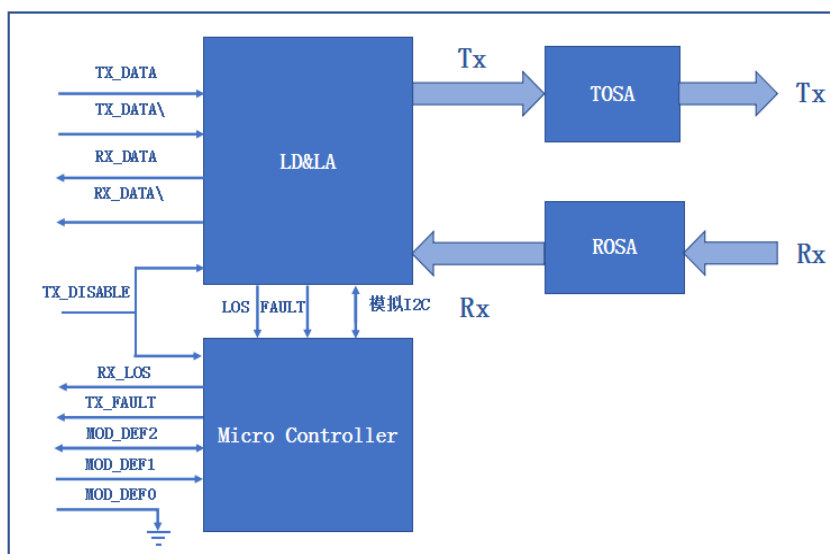 TX_DATA
TX_DATA\
RX_DATA
RX_DATA\
TX_DISABLE
LD&LA
Tx
TOSA
Tx
ROSA
Rx
Rx
LOS
FAULT
模拟I2C
RX_LOS
TX_FAULT
MOD_DEF2
MOD_DEF1
MOD_DEF0
Micro Controller